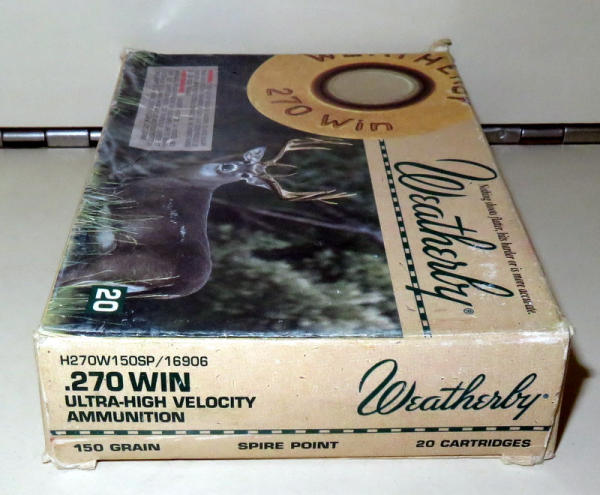 WEATHERBY
270 Win
Weatherby®
Nothing shoots flatter, hits harder or is more accurate.
20
H270W150SP/16906
.270 WIN
ULTRA-HIGH VELOCITY
AMMUNITION
Weatherby®
150 GRAIN SPIRE POINT 20 CARTRIDGES